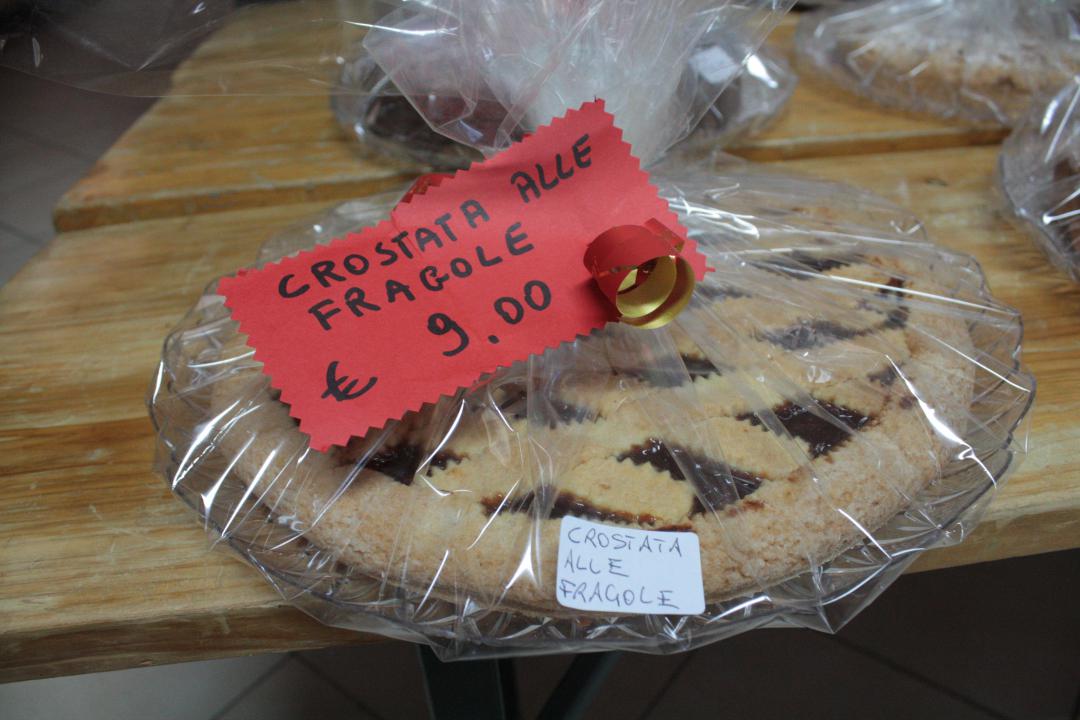 CROSTATA ALLE
FRAGOLE
€ 9.00
CROSTATA
ALLE
FRAGOLE